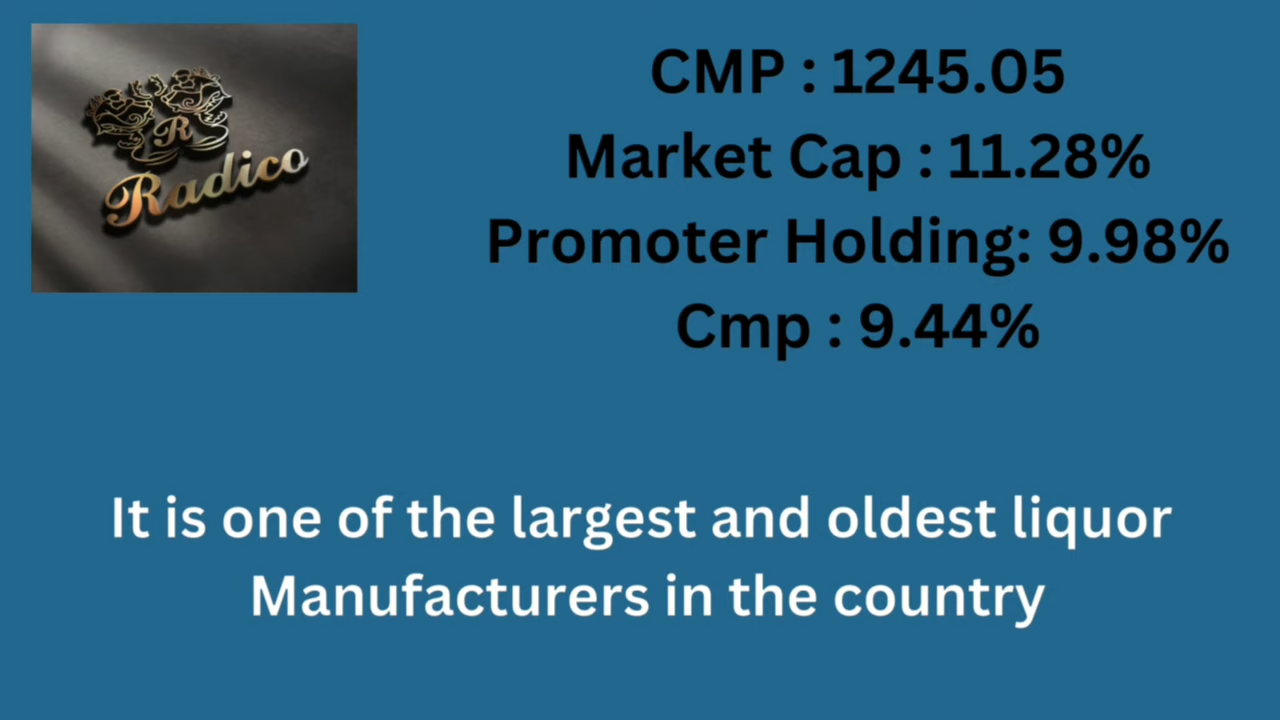 R
Radico
CMP : 1245.05
Market Cap : 11.28%
Promoter Holding: 9.98%
Cmp : 9.44%
It is one of the largest and oldest liquor
Manufacturers in the country